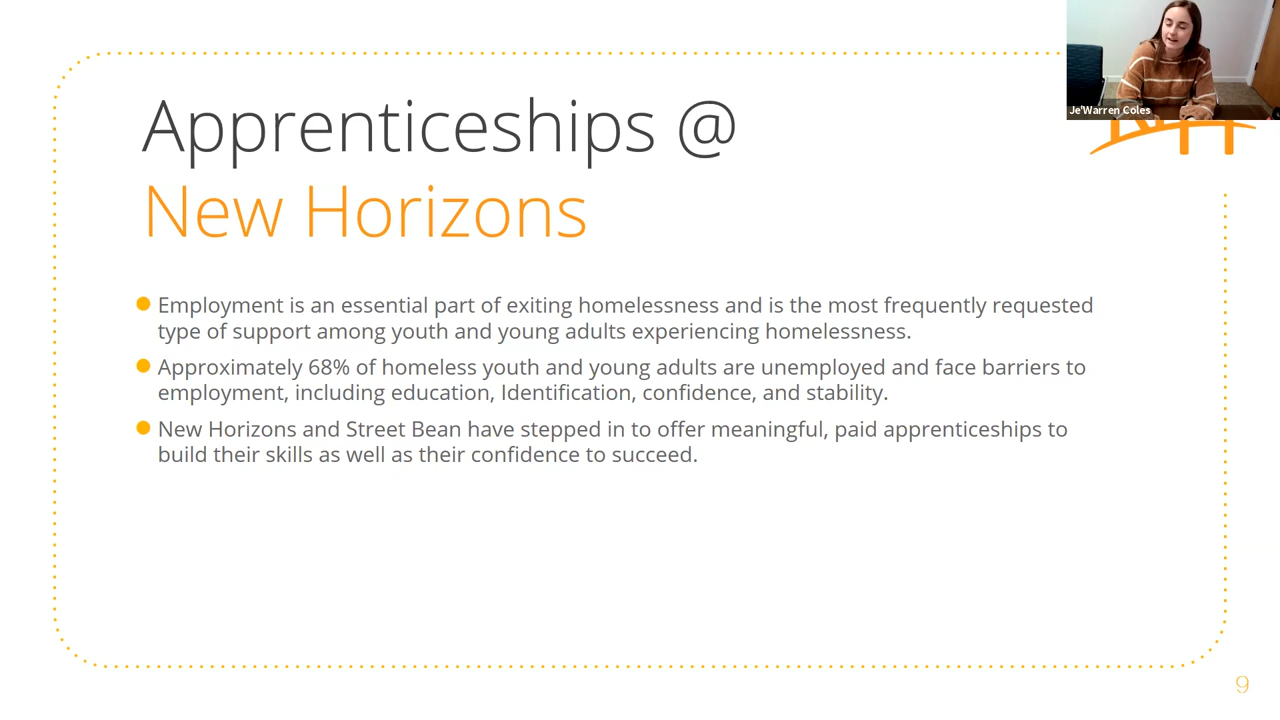 Je'Warren Coles
Apprenticeships @
New Horizons
Employment is an essential part of exiting homelessness and is the most frequently requested
type of support among youth and young adults experiencing homelessness.
Approximately 68% of homeless youth and young adults are unemployed and face barriers to
employment, including education, Identification, confidence, and stability.
New Horizons and Street Bean have stepped in to offer meaningful, paid apprenticeships to
build their skills as well as their confidence to succeed.
9